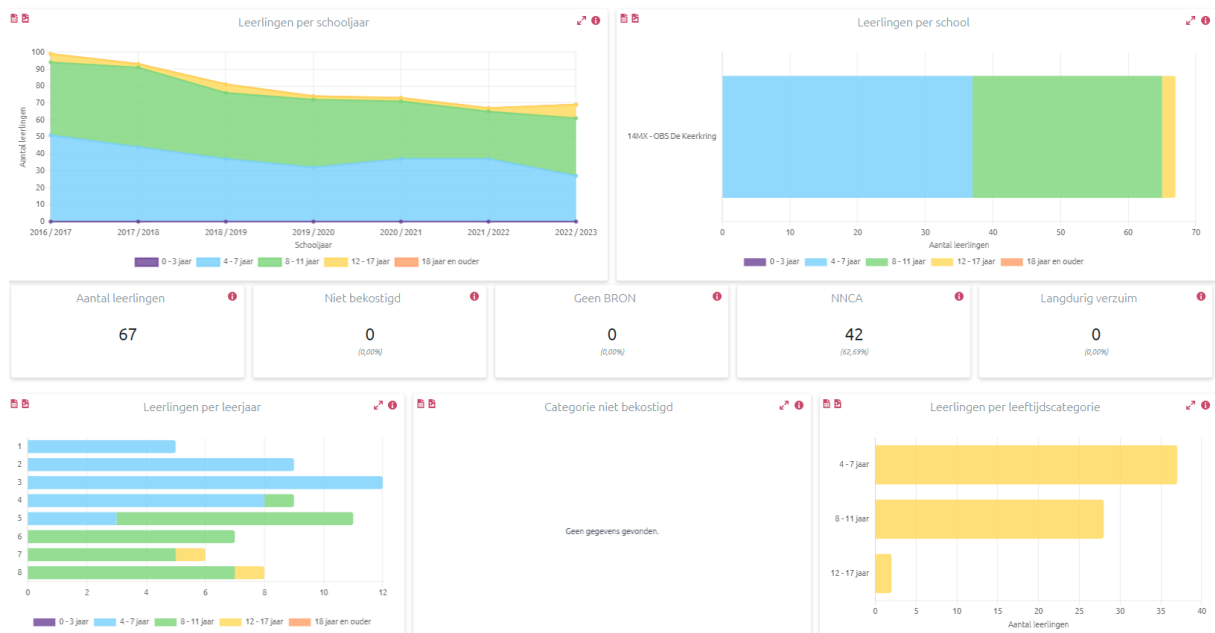 Leerlingen per schooljaar
Aantal leerlingen
100
90
80
70
60
50
40
30
20
10
0
2016 / 2017 2017 / 2018 2018 / 2019 2019 / 2020 2020 / 2021 2021 / 2022 2022 / 2023
Schooljaar
0 - 3 jaar 4 - 7 jaar 8 - 11 jaar 12 - 17 jaar 18 jaar en ouder
Leerlingen per school
14MX - OBS De Keerkring
0 10 20 30 40 50 60 70
Aantal leerlingen
0 - 3 jaar 4 - 7 jaar 8 - 11 jaar 12 - 17 jaar 18 jaar en ouder
Aantal leerlingen
67
Niet bekostigd
0
(0,00%)
Geen BRON
0
(0,00%)
NNCA
42
(62,69%)
Langdurig verzuim
0
(0,00%)
Leerlingen per leerjaar
1
2
3
4
5
6
7
8
0 2 4 6 8 10 12
0 - 3 jaar 4 - 7 jaar 8 - 11 jaar 12 - 17 jaar 18 jaar en ouder
Categorie niet bekostigd
Geen gegevens gevonden.
Leerlingen per leeftijdscategorie
4 - 7 jaar
8 - 11 jaar
12 - 17 jaar
0 5 10 15 20 25 30 35 40
Aantal leerlingen